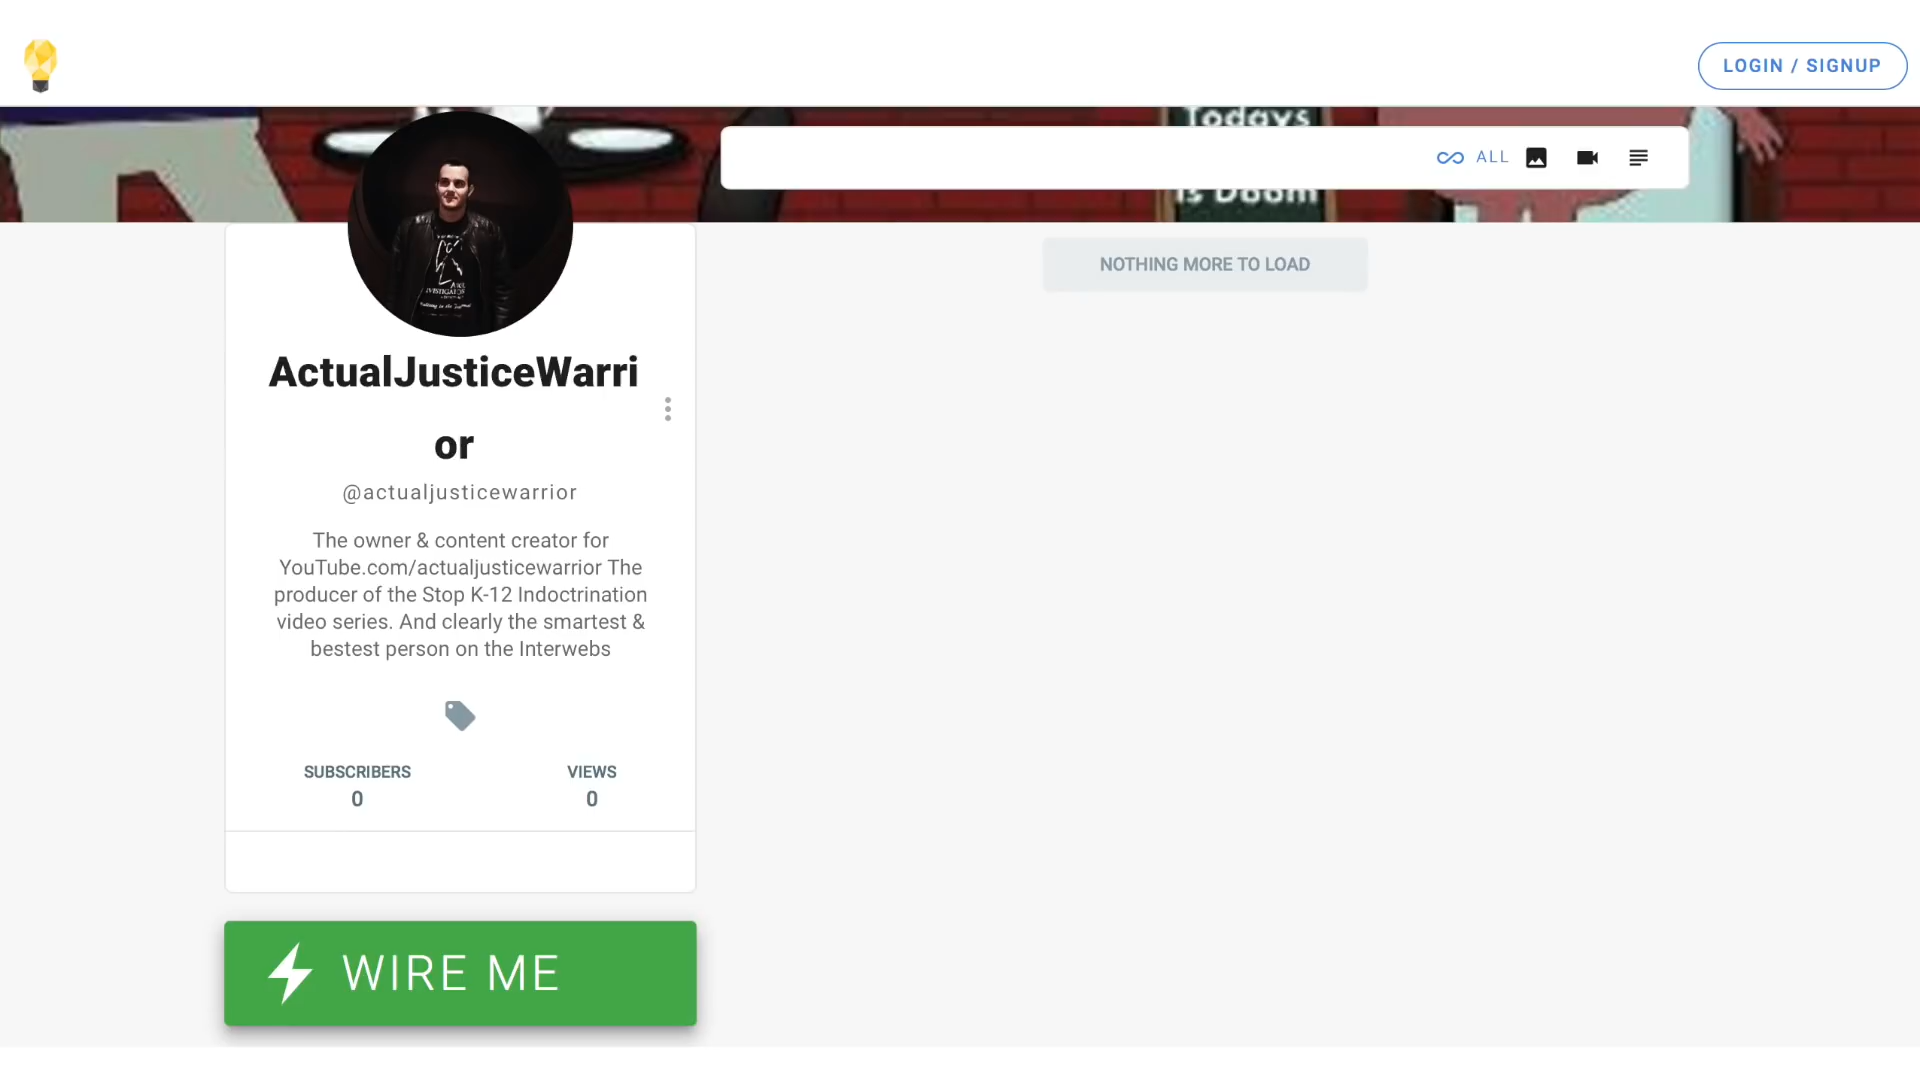 LOGIN / SIGNUP
Todays
ALL
is Doom
NOTHING MORE TO LOAD
ActualJusticeWarri
or
@actualjusticewarrior
The owner & content creator for
YouTube.com/actualjusticewarrior The
producer of the Stop K-12 Indoctrination
video series. And clearly the smartest &
bestest person on the Interwebs
SUBSCRIBERS
0
VIEWS
0
WIRE ME